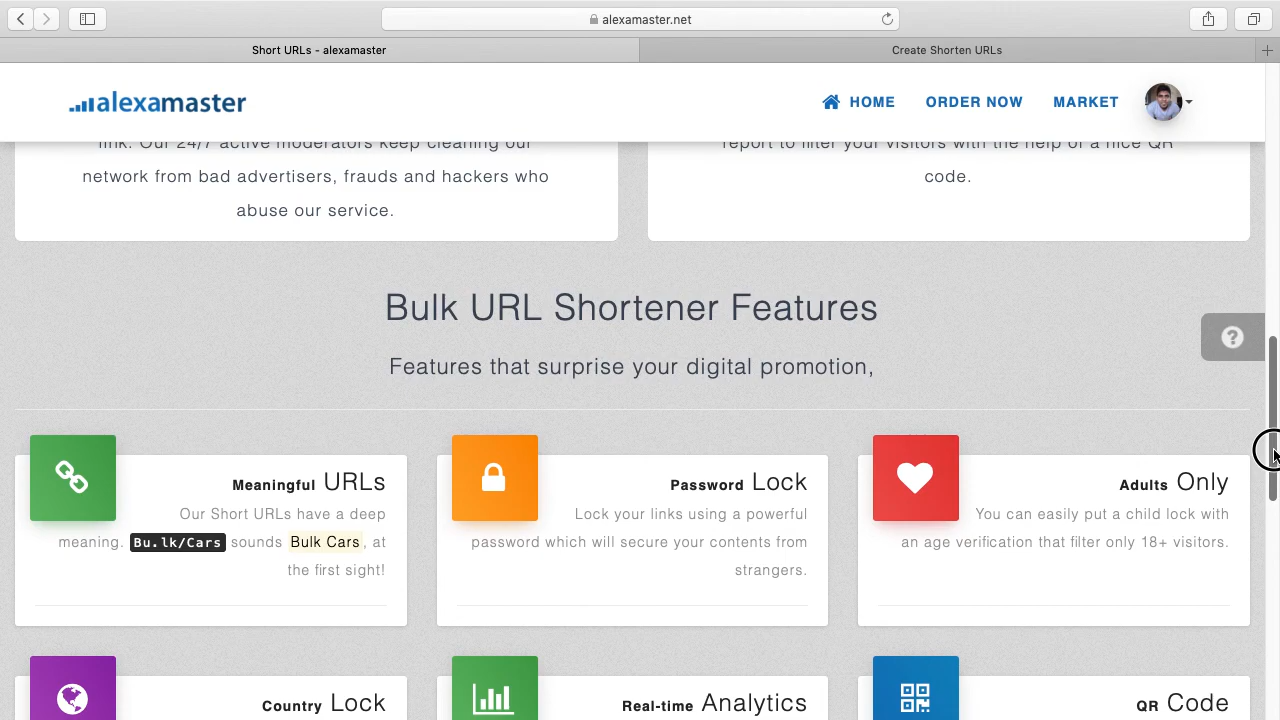 alexamaster.net
Short URLs - alexamaster
Create Shorten URLs
alexamaster
HOME
ORDER NOW
MARKET
link. Our 24/7 active moderators keep cleaning our
network from bad advertisers, frauds and hackers who
abuse our service.
report to filter your visitors with the help of a nice QR
code.
Bulk URL Shortener Features
Features that surprise your digital promotion,
Meaningful URLs
Our Short URLs have a deep
meaning. Bu.lk/Cars sounds Bulk Cars, at
the first sight!
Password Lock
Lock your links using a powerful
password which will secure your contents from
strangers.
Adults Only
You can easily put a child lock with
an age verification that filter only 18+ visitors.
Country Lock
Real-time Analytics
QR Code